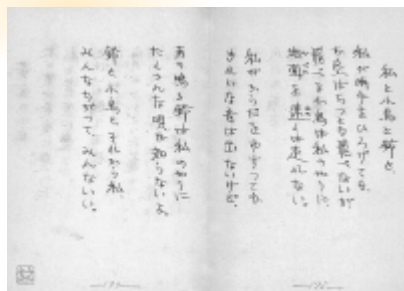 私と小鳥と鈴と、
私が両手をひろげても、
お空はちっとも飛べないが
飛べる小鳥は私のやうに、
地面を速くは走れない。
私がからだをゆすっても、
きれいな音は出ないけど、
あの鳴る鈴は私のやうに
たくさんな唄は知らないよ。
鈴と、小鳥と、それから私、
みんなちがって、みんないい。